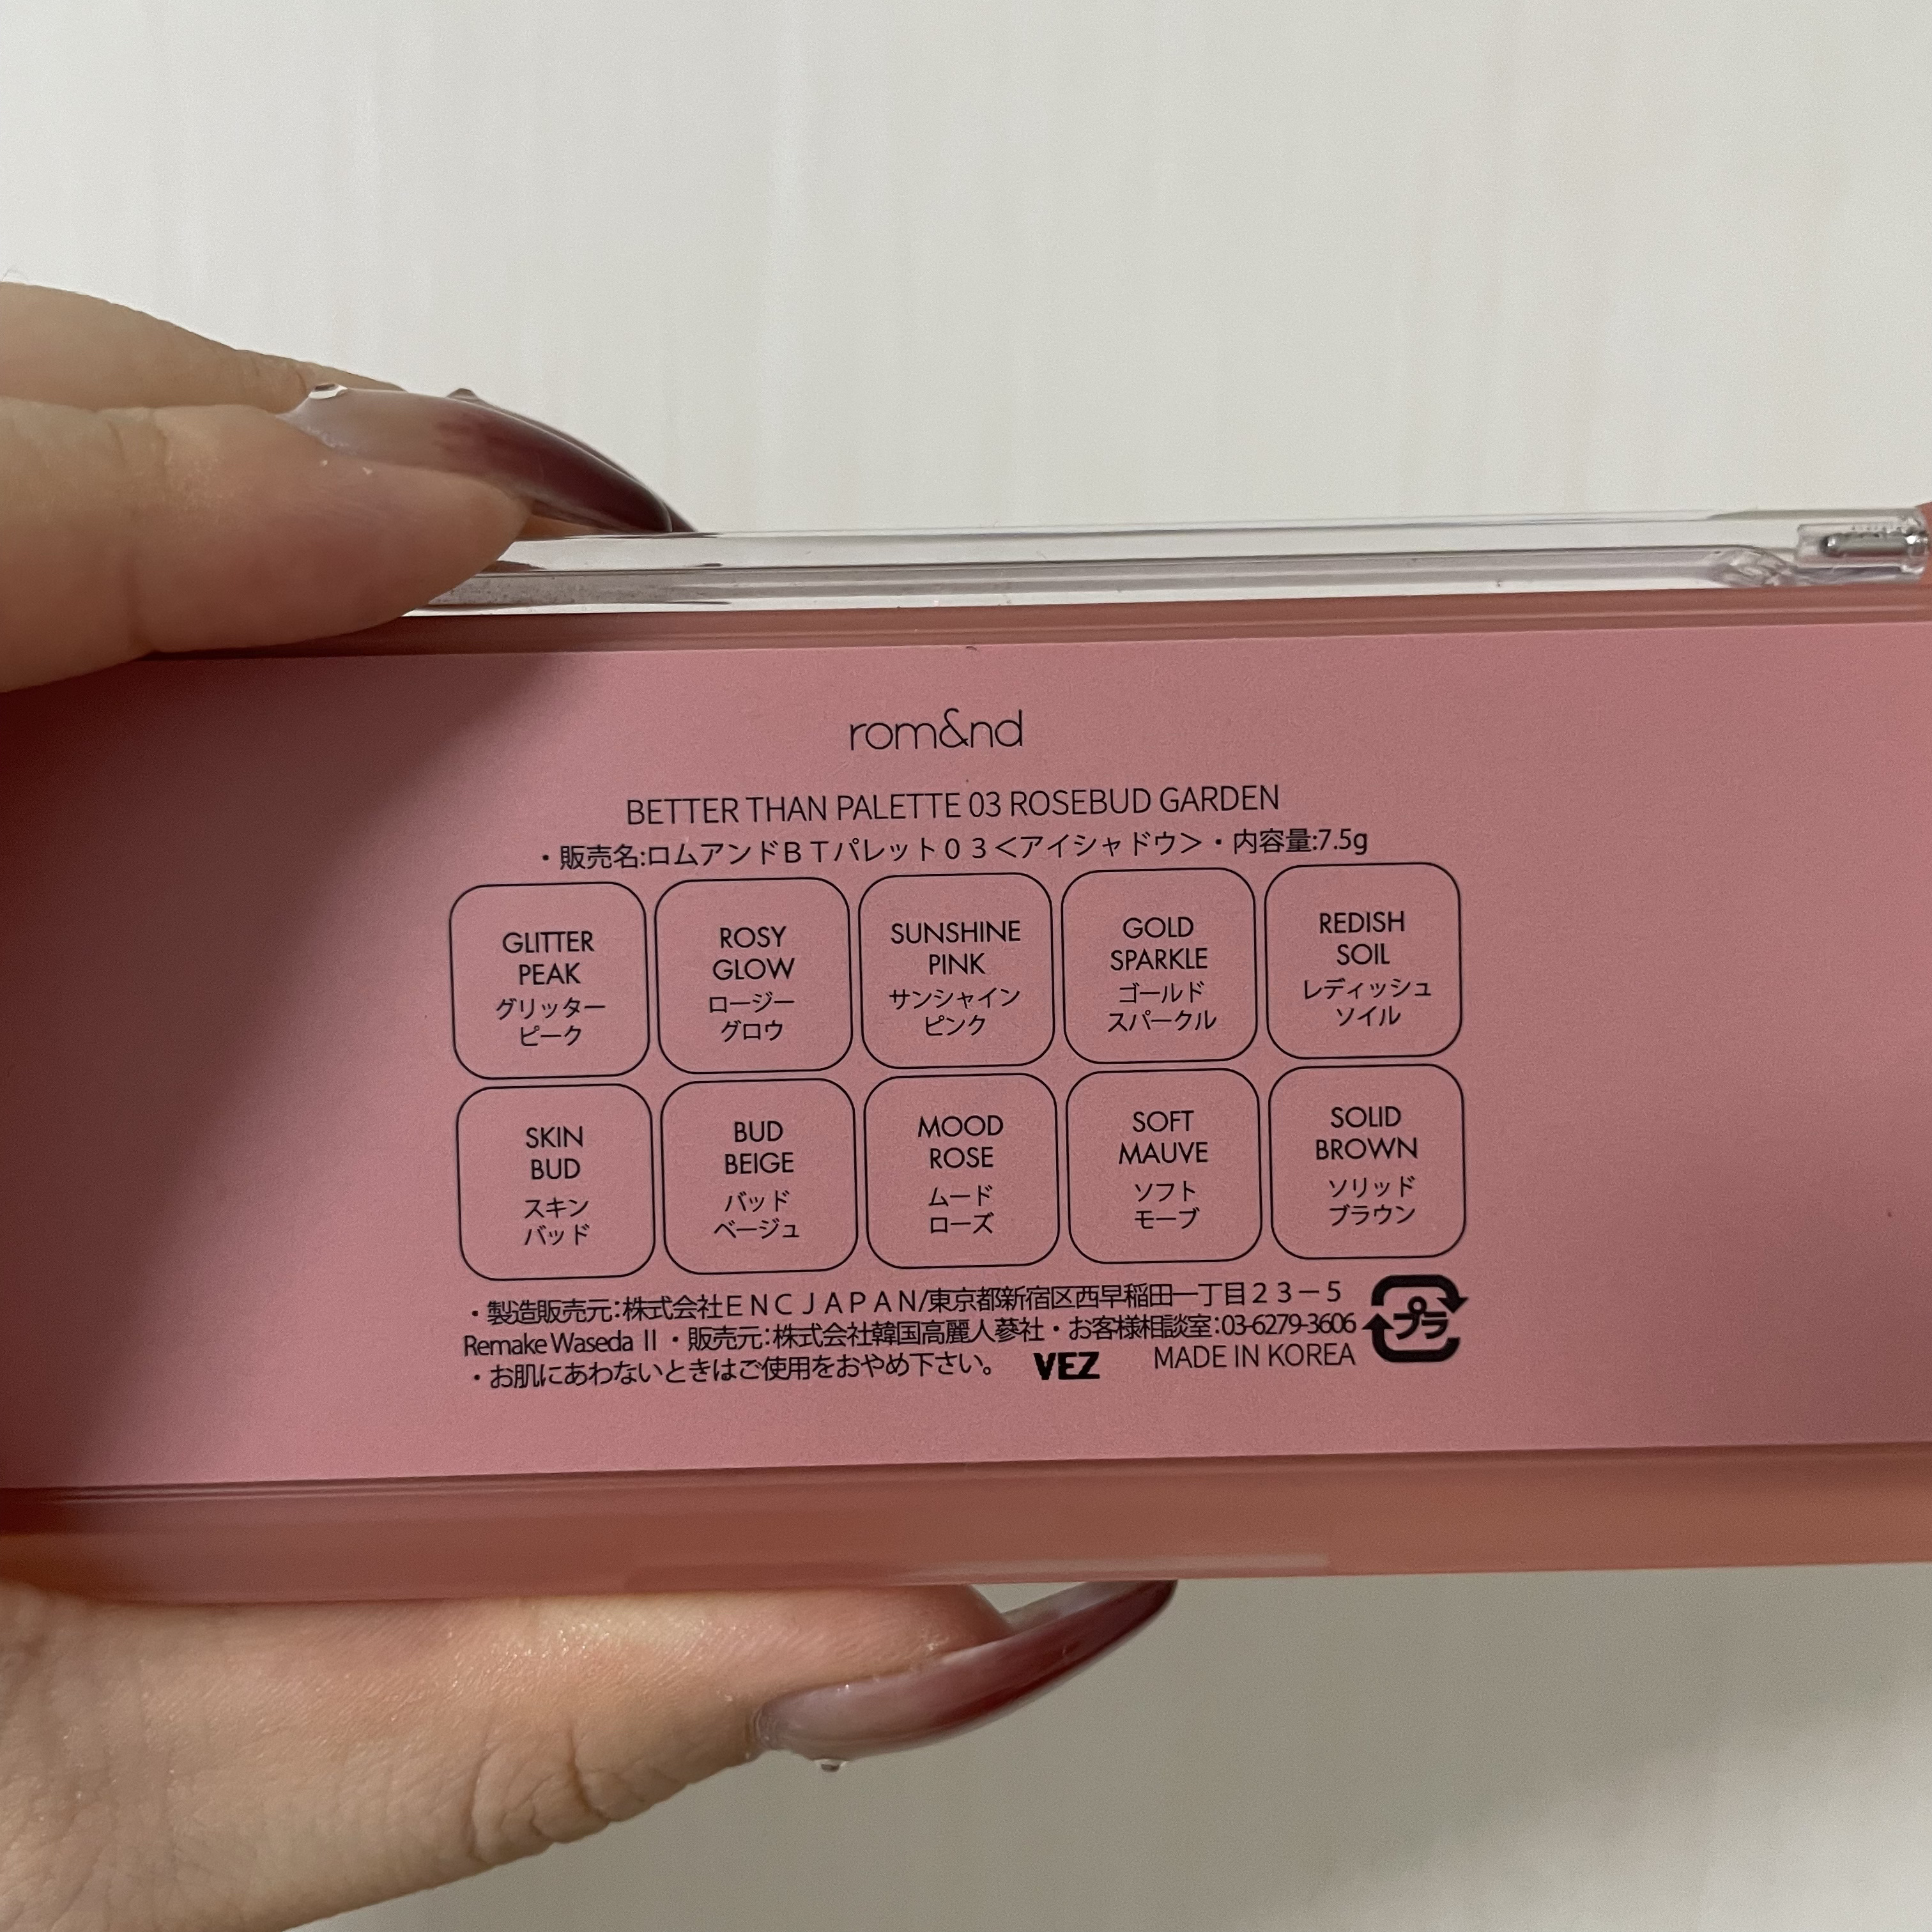 rom&nd
BETTER THAN PALETTE 03 ROSEBUD GARDEN
・販売名:ロムアンドＢＴパレット０３＜アイシャドウ＞・内容量:7.5g
GLITTER
PEAK
グリッター
ピーク
ROSY
GLOW
ロージー
グロウ
SUNSHINE
PINK
サンシャイン
ピンク
GOLD
SPARKLE
ゴールド
スパークル
REDISH
SOIL
レディッシュ
ソイル
SKIN
BUD
スキン
バッド
BUD
BEIGE
バッド
ベージュ
MOOD
ROSE
ムード
ローズ
SOFT
MAUVE
ソフト
モーブ
SOLID
BROWN
ソリッド
ブラウン
・製造販売元:株式会社ＥＮＣＪＡＰＡＮ/東京都新宿区西早稲田一丁目２３－５
Remake Waseda Ⅱ・販売元:株式会社韓国高麗人蔘社・お客様相談室:03-6279-3606
・お肌にあわないときはご使用をおやめ下さい。 VEZ MADE IN KOREA
プラ